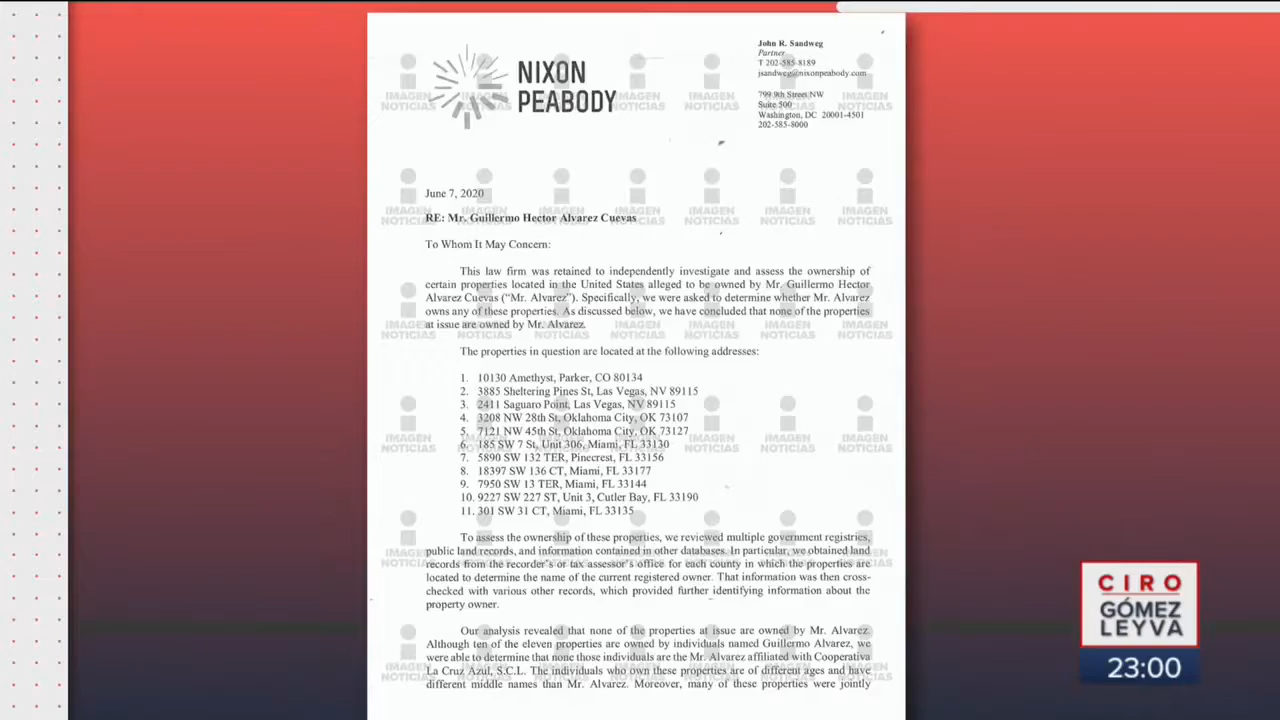 NIXON
PEABODY
John R. Sandweg
Partner
T 202-585-8189
jsandweg@nixonpeabody.com
799 9th Street NW
Suite 500
Washington, DC 20001-4501
202-585-8000
June 7, 2020
RE: Mr. Guillermo Hector Alvarez Cuevas
To Whom It May Concern:
This law firm was retained to independently investigate and assess the ownership of
certain properties located in the United States alleged to be owned by Mr. Guillermo Hector
Alvarez Cuevas (“Mr. Alvarez”). Specifically, we were asked to determine whether Mr. Alvarez
owns any of these properties. As discussed below, we have concluded that none of the properties
at issue are owned by Mr. Alvarez.
The properties in question are located at the following addresses:
1. 10130 Amethyst, Parker, CO 80134
2. 3885 Sheltering Pines St, Las Vegas, NV 89115
3. 2411 Saguaro Point, Las Vegas, NV 89115
4. 3208 NW 28th St, Oklahoma City, OK 73107
5. 7121 NW 45th St, Oklahoma City, OK 73127
6. 185 SW 7 St, Unit 306, Miami, FL 33130
7. 5890 SW 132 TER, Pinecrest, FL 33156
8. 18397 SW 136 CT, Miami, FL 33177
9. 7950 SW 13 TER, Miami, FL 33144
10. 9227 SW 227 ST, Unit 3, Cutler Bay, FL 33190
11. 301 SW 31 CT, Miami, FL 33135
To assess the ownership of these properties, we reviewed multiple government registries,
public land records, and information contained in other databases. In particular, we obtained land
records from the recorder's or tax assessor's office for each county in which the properties are
located to determine the name of the current registered owner. That information was then cross-
checked with various other records, which provided further identifying information about the
property owner.
Our analysis revealed that none of the properties at issue are owned by Mr. Alvarez.
Although ten of the eleven properties are owned by individuals named Guillermo Alvarez, we
were able to determine that none those individuals are the Mr. Alvarez affiliated with Cooperativa
La Cruz Azul, S.C.L. The individuals who own these properties are of different ages and have
different middle names than Mr. Alvarez. Moreover, many of these properties were jointly
IMAGEN
NOTICIAS
CIRO
GÓMEZ
LEYVA
23:00